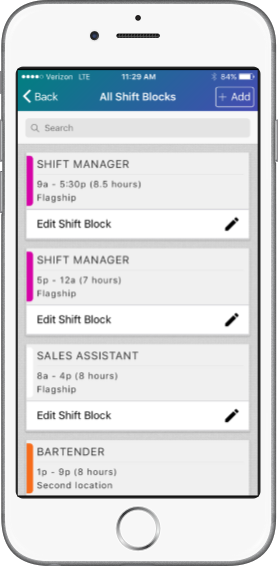 Verizon LTE 11:29 AM 84%
Back All Shift Blocks + Add
Search
SHIFT MANAGER
9a - 5:30p (8.5 hours)
Flagship
Edit Shift Block
SHIFT MANAGER
5p - 12a (7 hours)
Flagship
Edit Shift Block
SALES ASSISTANT
8a - 4p (8 hours)
Flagship
Edit Shift Block
BARTENDER
1p - 9p (8 hours)
Second location